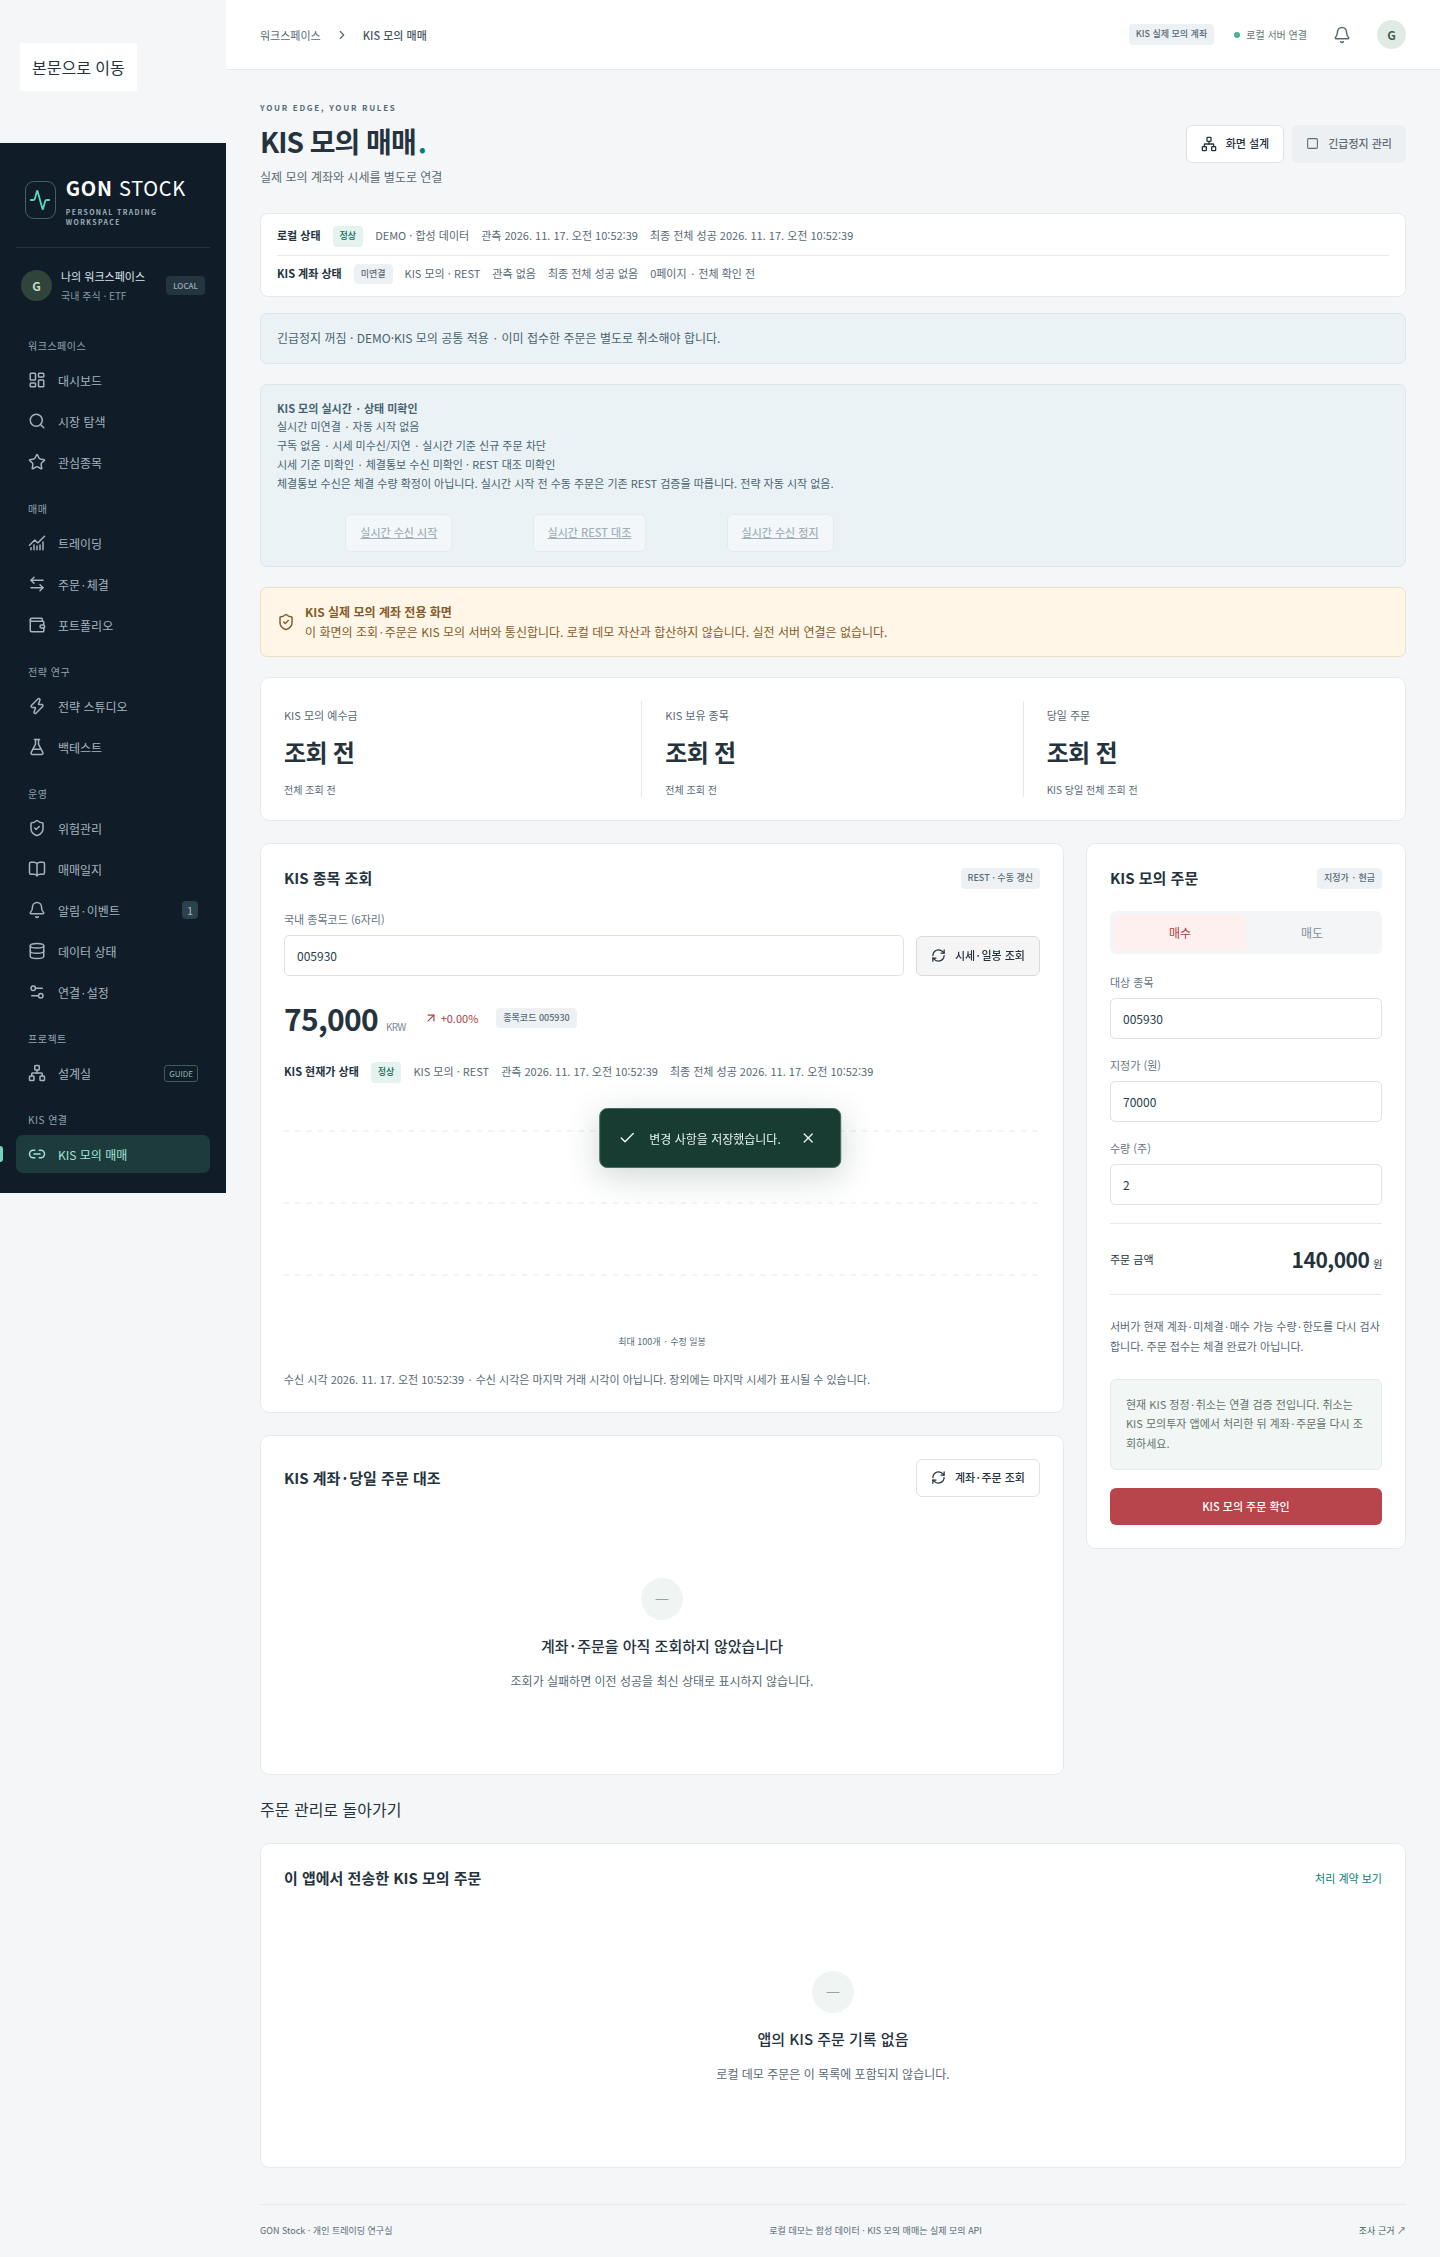 본문으로 이동
GON STOCK
PERSONAL TRADING
WORKSPACE
G
나의 워크스페이스
국내 주식 · ETF
LOCAL
워크스페이스
대시보드
시장 탐색
관심종목
매매
트레이딩
주문·체결
포트폴리오
전략 연구
전략 스튜디오
백테스트
운영
위험관리
매매일지
알림·이벤트
1
데이터 상태
연결·설정
프로젝트
설계실
GUIDE
KIS 연결
KIS 모의 매매
워크스페이스
KIS 모의 매매
KIS 실제 모의 계좌
로컬 서버 연결
G
YOUR EDGE, YOUR RULES
KIS 모의 매매.
실제 모의 계좌와 시세를 별도로 연결
화면 설계
긴급정지 관리
로컬 상태 정상 DEMO · 합성 데이터 관측 2026. 11. 17. 오전 10:52:39 최종 전체 성공 2026. 11. 17. 오전 10:52:39
KIS 계좌 상태 미연결 KIS 모의 · REST 관측 없음 최종 전체 성공 없음 0페이지 · 전체 확인 전
긴급정지 꺼짐 · DEMO·KIS 모의 공통 적용 · 이미 접수한 주문은 별도로 취소해야 합니다.
KIS 모의 실시간 · 상태 미확인
실시간 미연결 · 자동 시작 없음
구독 없음 · 시세 미수신/지연 · 실시간 기준 신규 주문 차단
시세 기준 미확인 · 체결통보 수신 미확인 · REST 대조 미확인
체결통보 수신은 체결 수량 확정이 아닙니다. 실시간 시작 전 수동 주문은 기존 REST 검증을 따릅니다. 전략 자동 시작 없음.
실시간 수신 시작
실시간 REST 대조
실시간 수신 정지
KIS 실제 모의 계좌 전용 화면
이 화면의 조회·주문은 KIS 모의 서버와 통신합니다. 로컬 데모 자산과 합산하지 않습니다. 실전 서버 연결은 없습니다.
KIS 모의 예수금
조회 전
전체 조회 전
KIS 보유 종목
조회 전
전체 조회 전
당일 주문
조회 전
KIS 당일 전체 조회 전
KIS 종목 조회
REST · 수동 갱신
국내 종목코드 (6자리)
005930
시세·일봉 조회
75,000 KRW
+0.00%
종목코드 005930
KIS 현재가 상태 정상 KIS 모의 · REST 관측 2026. 11. 17. 오전 10:52:39 최종 전체 성공 2026. 11. 17. 오전 10:52:39
변경 사항을 저장했습니다.
최대 100개 · 수정 일봉
수신 시각 2026. 11. 17. 오전 10:52:39 · 수신 시각은 마지막 거래 시각이 아닙니다. 장외에는 마지막 시세가 표시될 수 있습니다.
KIS 모의 주문
지정가 · 현금
매수
매도
대상 종목
005930
지정가 (원)
70000
수량 (주)
2
주문 금액
140,000 원
서버가 현재 계좌·미체결·매수 가능 수량·한도를 다시 검사
합니다. 주문 접수는 체결 완료가 아닙니다.
현재 KIS 정정·취소는 연결 검증 전입니다. 취소는
KIS 모의투자 앱에서 처리한 뒤 계좌·주문을 다시 조
회하세요.
KIS 모의 주문 확인
KIS 계좌·당일 주문 대조
계좌·주문 조회
계좌·주문을 아직 조회하지 않았습니다
조회가 실패하면 이전 성공을 최신 상태로 표시하지 않습니다.
주문 관리로 돌아가기
이 앱에서 전송한 KIS 모의 주문
처리 계약 보기
앱의 KIS 주문 기록 없음
로컬 데모 주문은 이 목록에 포함되지 않습니다.
GON Stock · 개인 트레이딩 연구실
로컬 데모는 합성 데이터 · KIS 모의 매매는 실제 모의 API
조사 근거 ↗